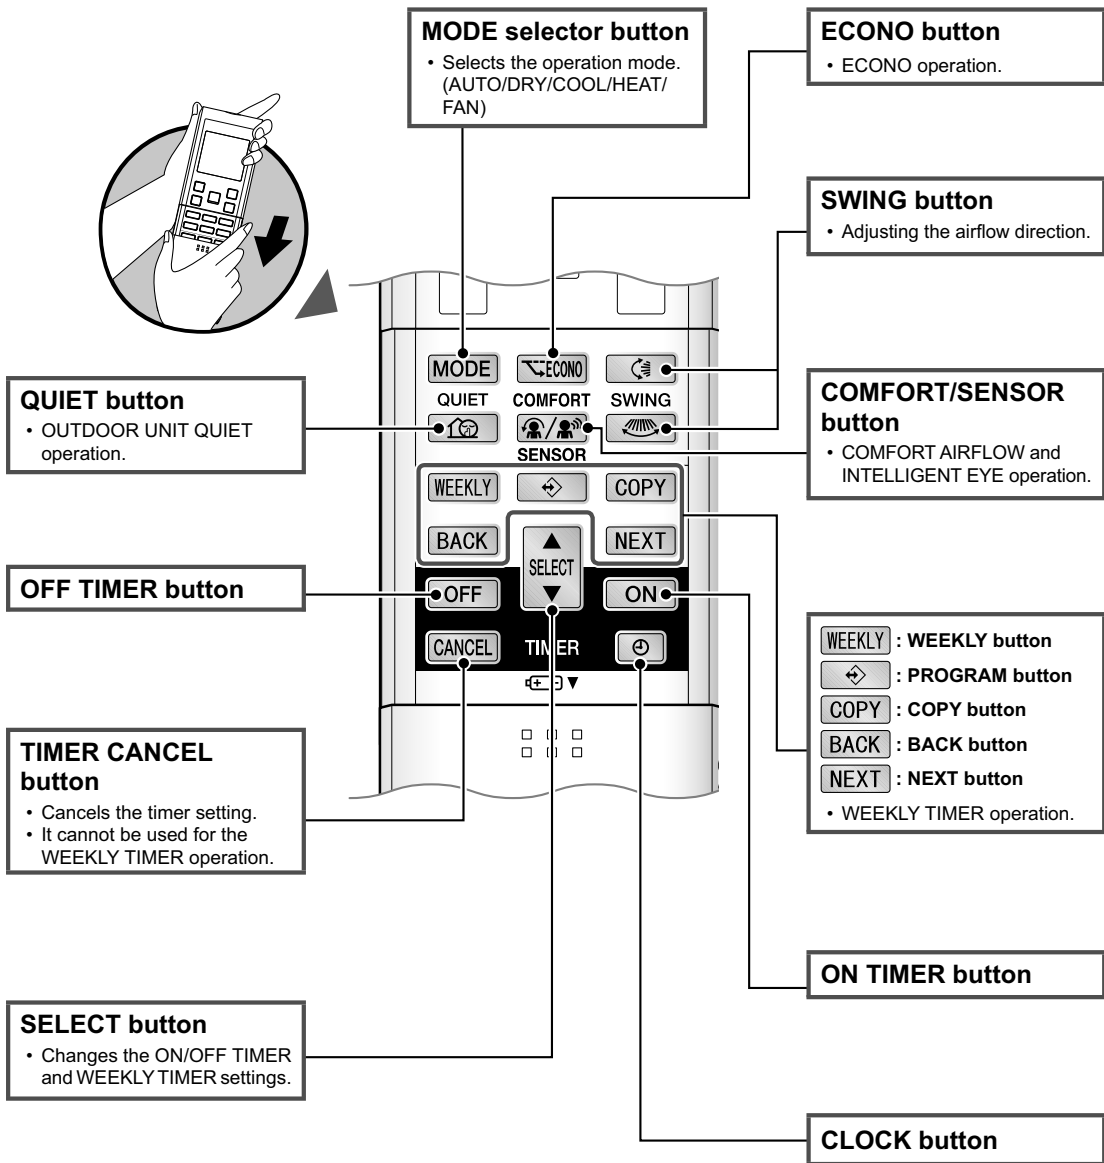 MODE selector button
• Selects the operation mode.
(AUTO/DRY/COOL/HEAT/
FAN)
ECONO button
• ECONO operation.
SWING button
• Adjusting the airflow direction.
QUIET button
• OUTDOOR UNIT QUIET
operation.
COMFORT/SENSOR
button
• COMFORT AIRFLOW and
INTELLIGENT EYE operation.
MODE ECONO
QUIET COMFORT SWING
SENSOR
WEEKLY COPY
BACK NEXT
▲
SELECT
▼
OFF ON
CANCEL TIMER
+ - ▼
OFF TIMER button
WEEKLY : WEEKLY button
: PROGRAM button
COPY : COPY button
BACK : BACK button
NEXT : NEXT button
• WEEKLY TIMER operation.
TIMER CANCEL
button
• Cancels the timer setting.
• It cannot be used for the
WEEKLY TIMER operation.
ON TIMER button
SELECT button
• Changes the ON/OFF TIMER
and WEEKLY TIMER settings.
CLOCK button